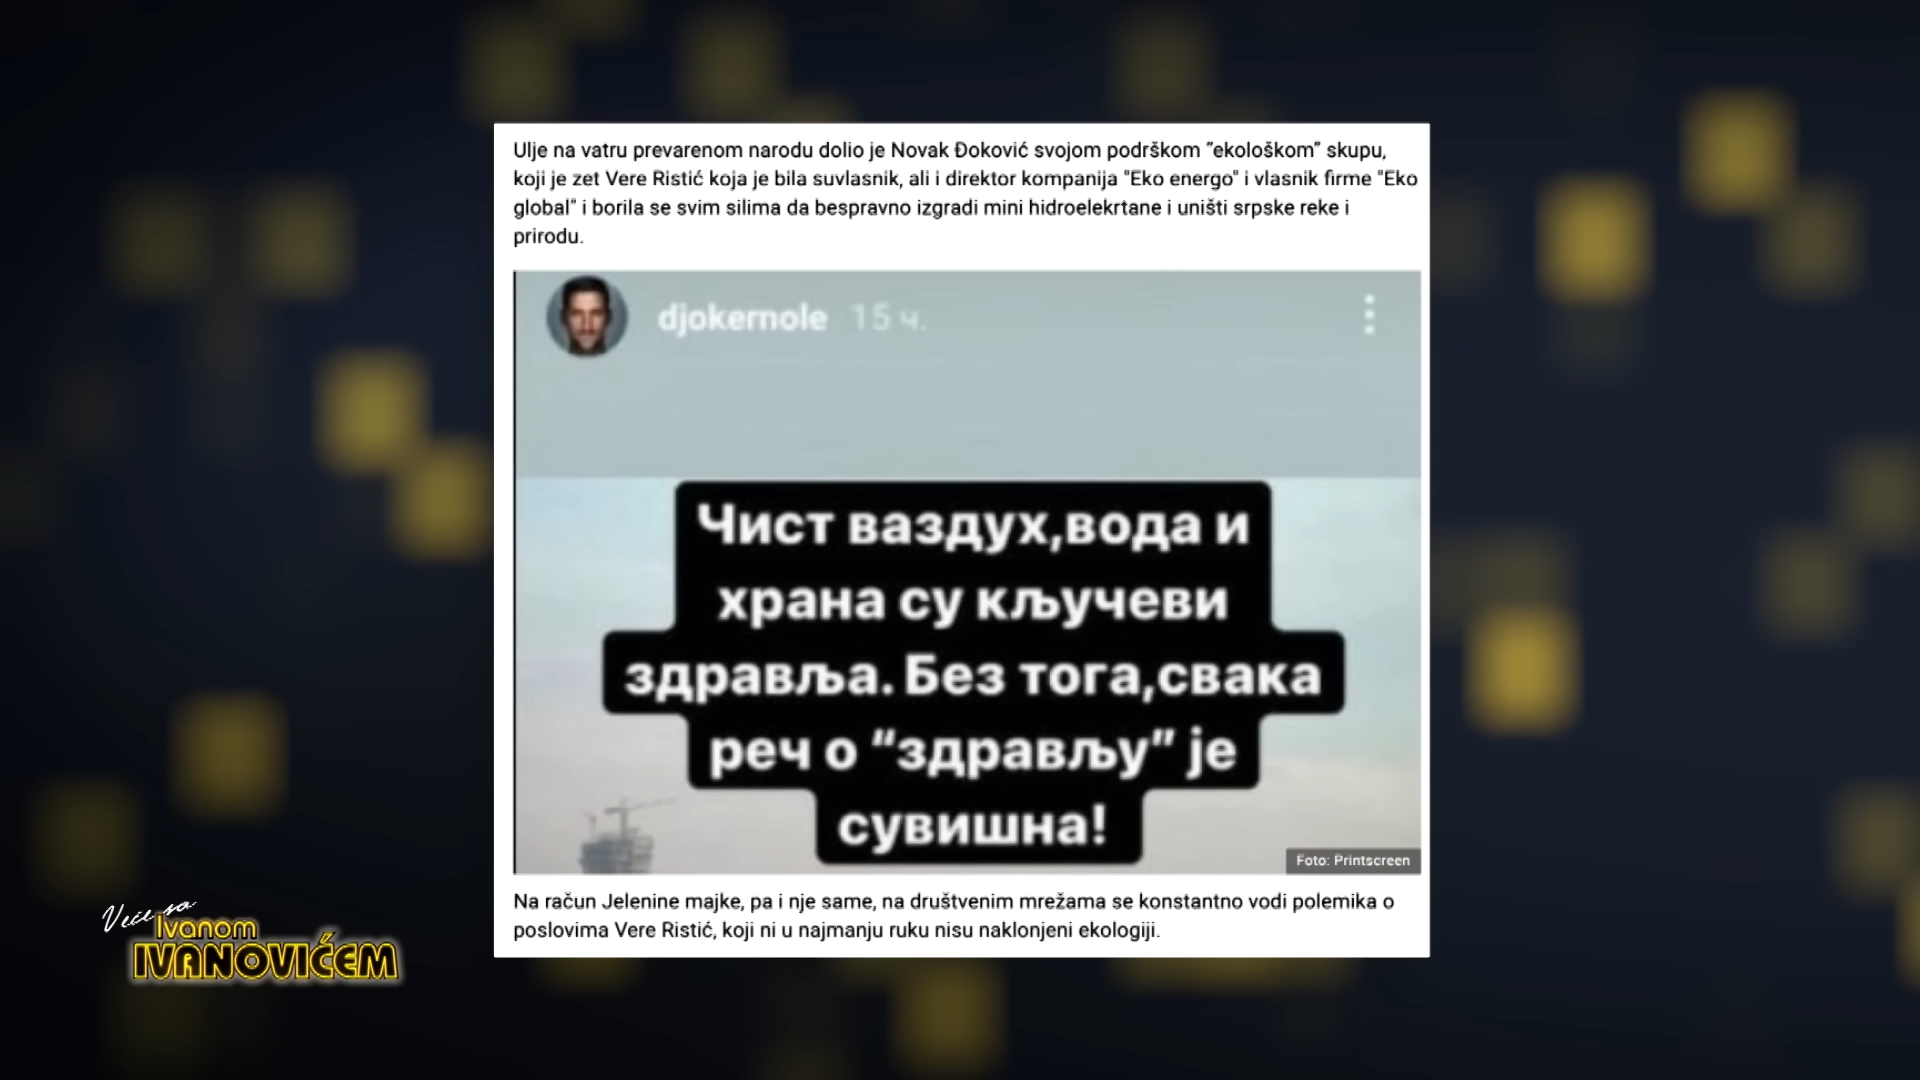 Ulje na vatru prevarenom narodu dolio je Novak Đoković svojom podrškom “ekološkom” skupu,
koji je zet Vere Ristić koja je bila suvlasnik, ali i direktor kompanija "Eko energo" i vlasnik firme "Eko
global" i borila se svim silima da bespravno izgradi mini hidroelekrtane i uništi srpske reke i
prirodu.
djokernole 15 ч.
Чист ваздух,вода и
храна су кључеви
здравља. Без тога,свака
реч о “здрављу” је
сувишна!
Foto: Printscreen
Na račun Jelenine majke, pa i nje same, na društvenim mrežama se konstantno vodi polemika o
poslovima Vere Ristić, koji ni u najmanju ruku nisu naklonjeni ekologiji.
Veče sa
Ivanom
IVANOVIĆEM